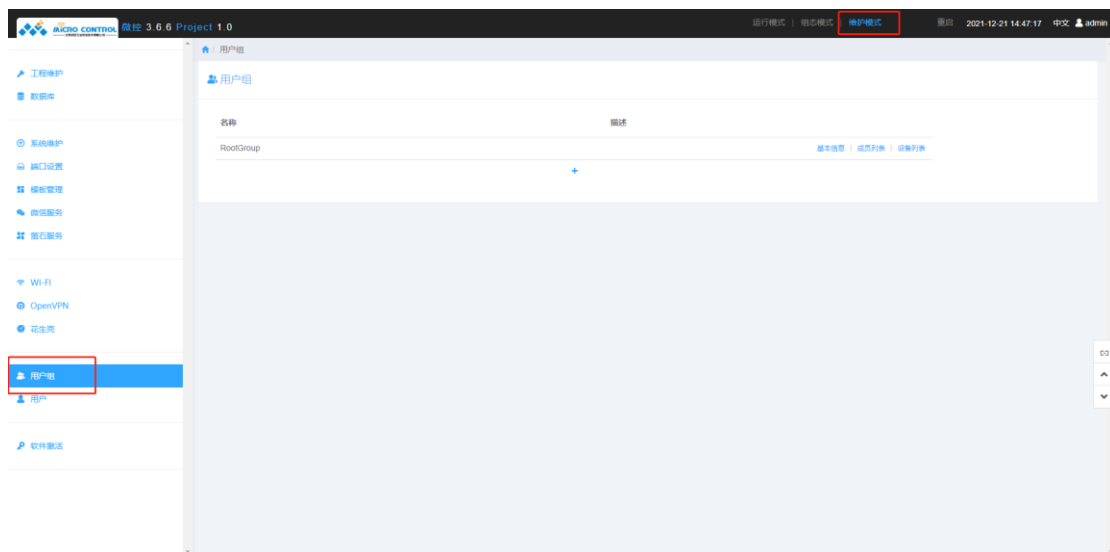 MICRO CONTROL 微控 3.6.6 Project 1.0
运行模式 | 组态模式 | 维护模式 重启 2021-12-21 14:47:17 中文 admin
/ 用户组
工程维护
数据库
系统维护
端口设置
模板管理
微信服务
萤石服务
WI-FI
OpenVPN
花生壳
用户组
用户
软件激活
用户组
名称 描述
RootGroup 基本信息 | 成员列表 | 设备列表
+